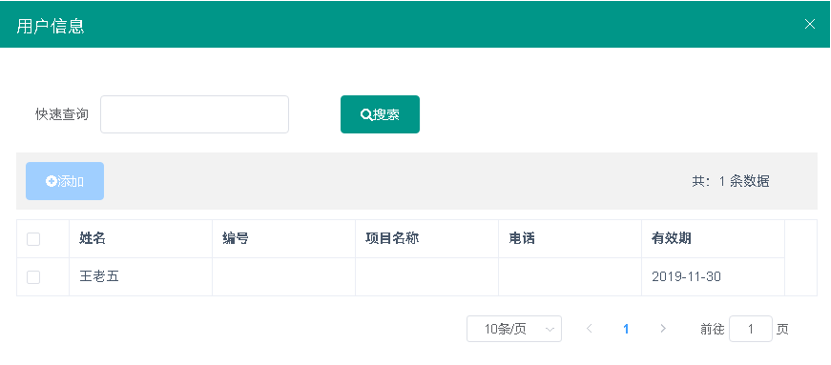 用户信息
快速查询 搜索
添加 共：1 条数据
姓名 编号 项目名称 电话 有效期
王老五 2019-11-30
10条/页 1 前往 1 页